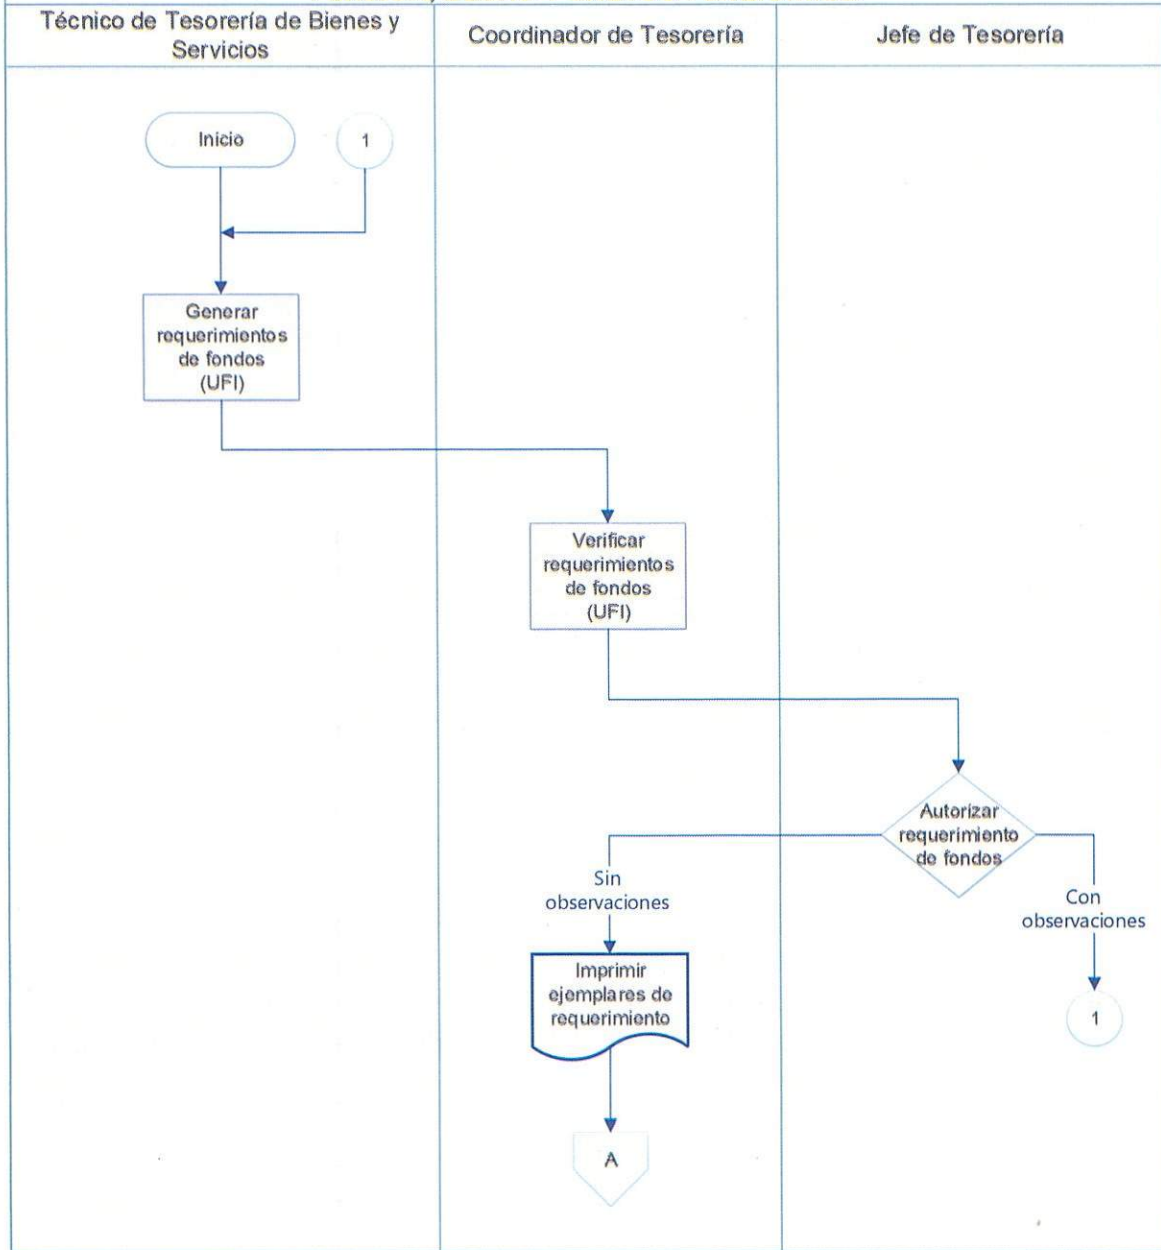 Técnico de Tesorería de Bienes y
Servicios
Coordinador de Tesorería
Jefe de Tesorería
Inicio
1
Generar
requerimientos
de fondos
(UFI)
Verificar
requerimientos
de fondos
(UFI)
Autorizar
requerimiento
de fondos
Sin
observaciones
Con
observaciones
Imprimir
ejemplares de
requerimiento
1
A